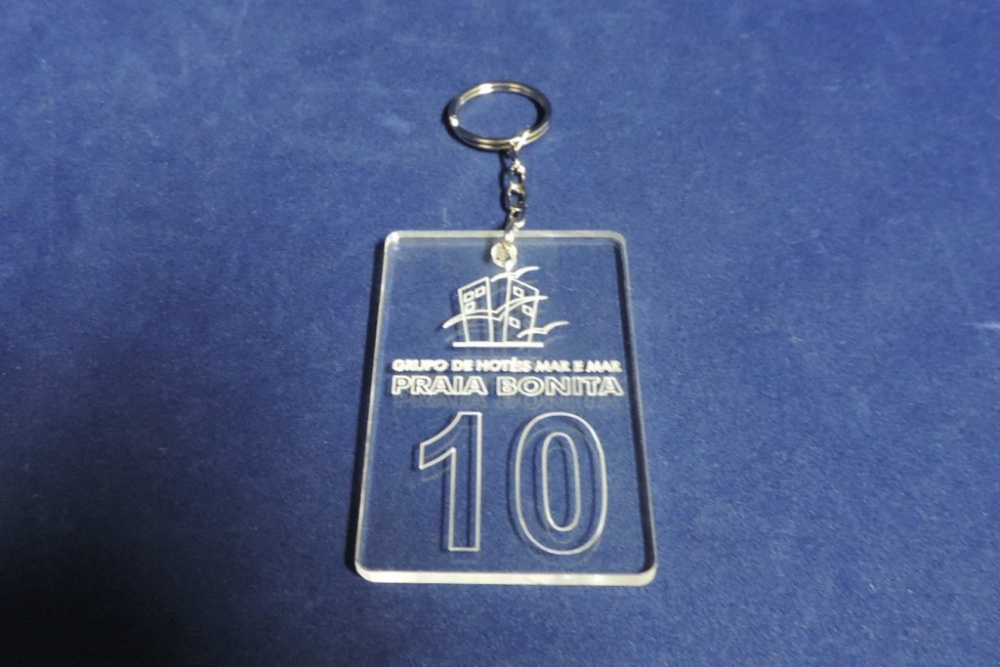 GRUPO DE HOTÉIS MAR E MAR
PRAIA BONITA
10